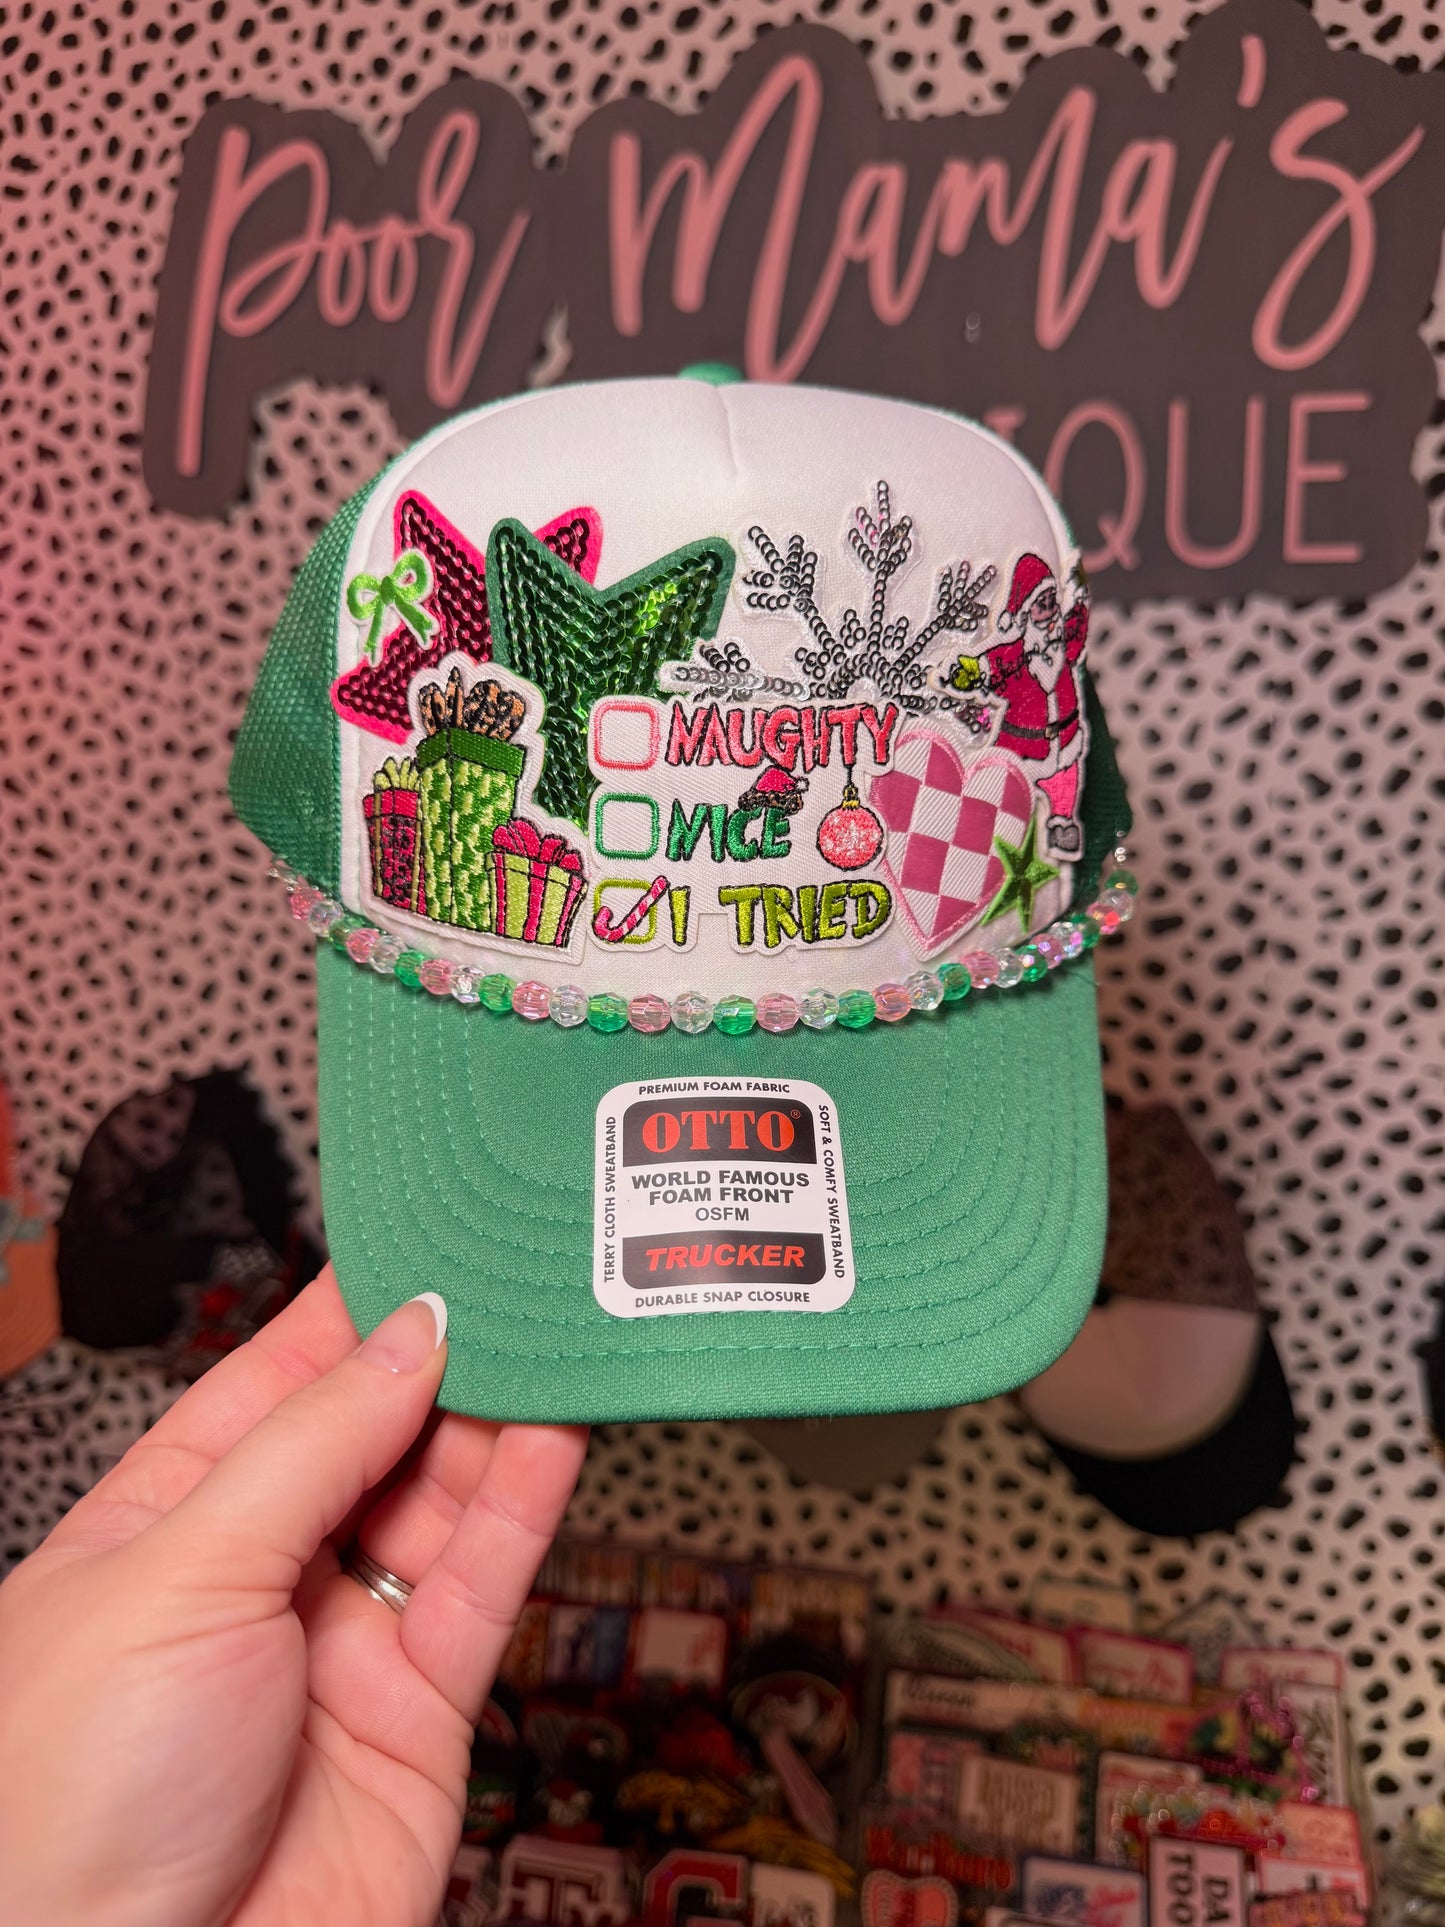 Poor Mama's
QUE
NAUGHTY
NICE
I TRIED
PREMIUM FOAM FABRIC
OTTO®
WORLD FAMOUS
FOAM FRONT
OSFM
TRUCKER
DURABLE SNAP CLOSURE
TERRY CLOTH SWEATBAND
SOFT & COMFY SWEATBAND